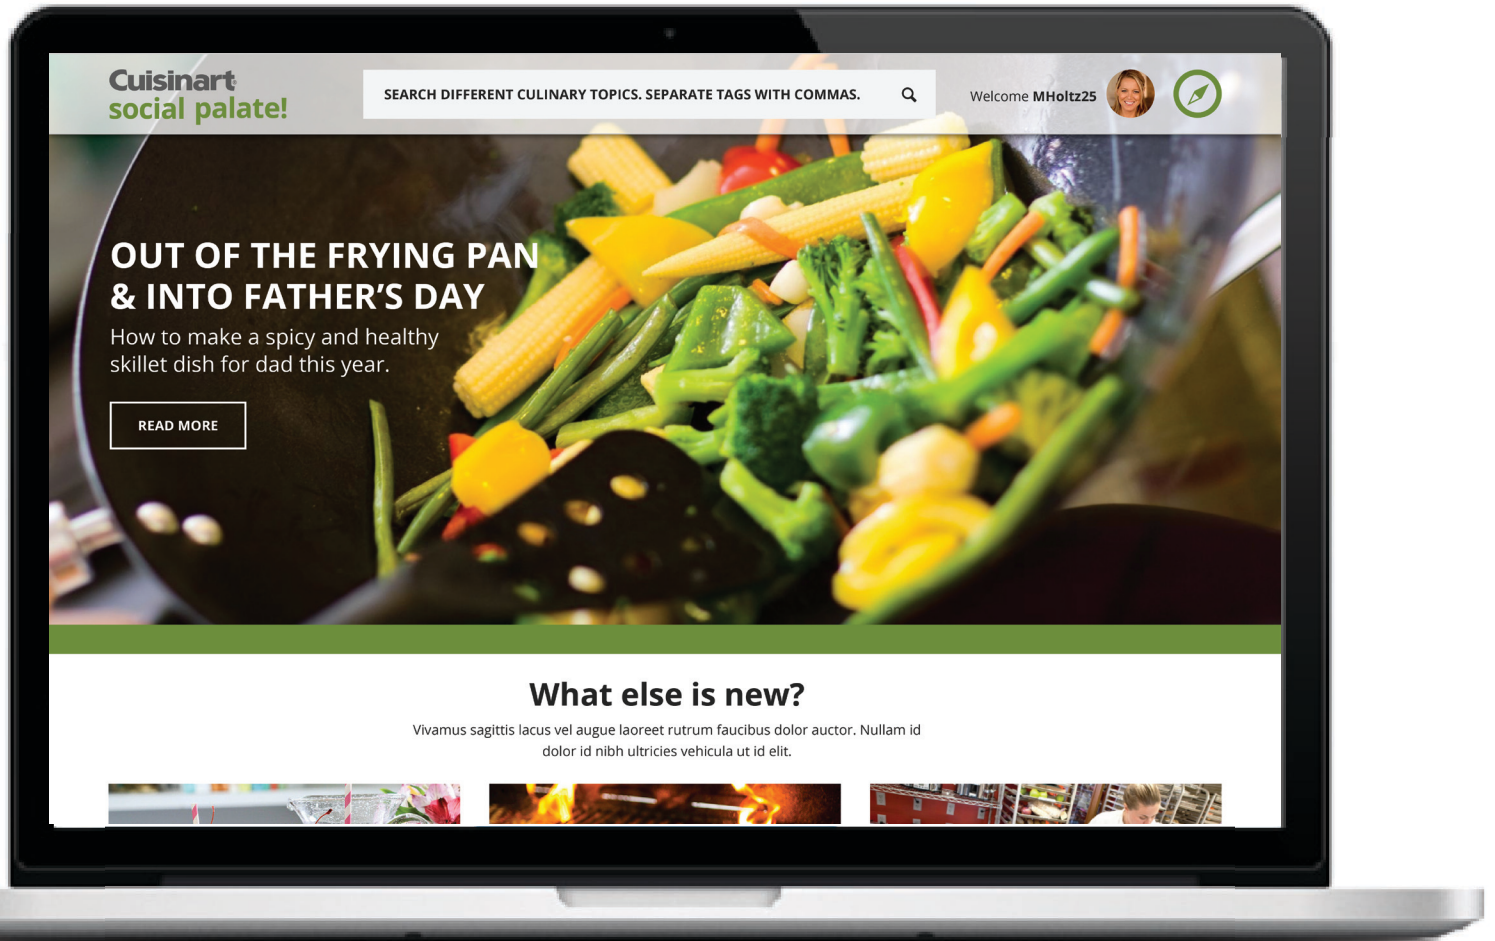 Cuisinart
social palate!
SEARCH DIFFERENT CULINARY TOPICS. SEPARATE TAGS WITH COMMAS.
Welcome MHoltz25
OUT OF THE FRYING PAN
& INTO FATHER’S DAY
How to make a spicy and healthy
skillet dish for dad this year.
READ MORE
What else is new?
Vivamus sagittis lacus vel augue laoreet rutrum faucibus dolor auctor. Nullam id
dolor id nibh ultricies vehicula ut id elit.